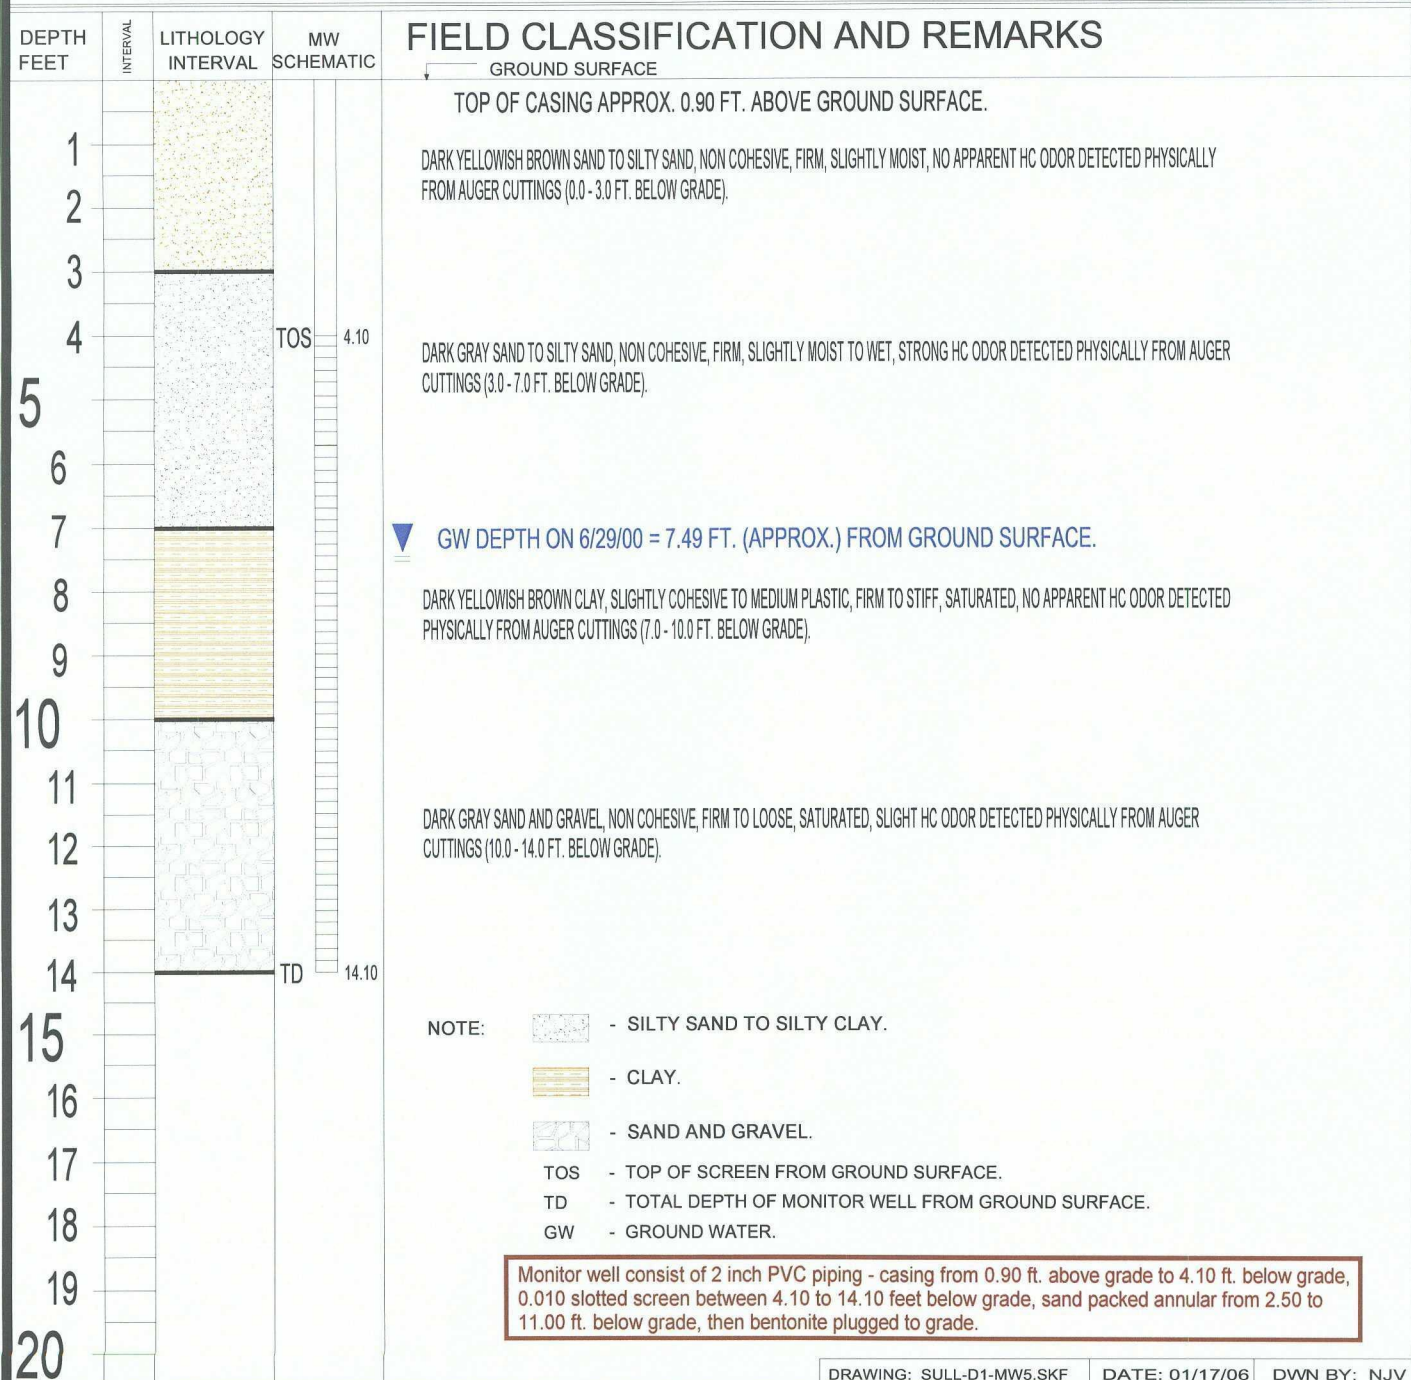 DEPTH
FEET
INTERVAL
LITHOLOGY
INTERVAL
MW
SCHEMATIC
FIELD CLASSIFICATION AND REMARKS
GROUND SURFACE
TOP OF CASING APPROX. 0.90 FT. ABOVE GROUND SURFACE.
1
DARK YELLOWISH BROWN SAND TO SILTY SAND, NON COHESIVE, FIRM, SLIGHTLY MOIST, NO APPARENT HC ODOR DETECTED PHYSICALLY
FROM AUGER CUTTINGS (0.0 - 3.0 FT. BELOW GRADE).
2
3
4
TOS
4.10
DARK GRAY SAND TO SILTY SAND, NON COHESIVE, FIRM, SLIGHTLY MOIST TO WET, STRONG HC ODOR DETECTED PHYSICALLY FROM AUGER
CUTTINGS (3.0 - 7.0 FT. BELOW GRADE).
5
6
7
GW DEPTH ON 6/29/00 = 7.49 FT. (APPROX.) FROM GROUND SURFACE.
8
DARK YELLOWISH BROWN CLAY, SLIGHTLY COHESIVE TO MEDIUM PLASTIC, FIRM TO STIFF, SATURATED, NO APPARENT HC ODOR DETECTED
PHYSICALLY FROM AUGER CUTTINGS (7.0 - 10.0 FT. BELOW GRADE).
9
10
11
DARK GRAY SAND AND GRAVEL, NON COHESIVE, FIRM TO LOOSE, SATURATED, SLIGHT HC ODOR DETECTED PHYSICALLY FROM AUGER
CUTTINGS (10.0 - 14.0 FT. BELOW GRADE).
12
13
14
TD
14.10
15
NOTE:
- SILTY SAND TO SILTY CLAY.
- CLAY.
16
- SAND AND GRAVEL.
17
TOS - TOP OF SCREEN FROM GROUND SURFACE.
TD - TOTAL DEPTH OF MONITOR WELL FROM GROUND SURFACE.
18
GW - GROUND WATER.
19
Monitor well consist of 2 inch PVC piping - casing from 0.90 ft. above grade to 4.10 ft. below grade,
0.010 slotted screen between 4.10 to 14.10 feet below grade, sand packed annular from 2.50 to
11.00 ft. below grade, then bentonite plugged to grade.
20
DRAWING: SULL-D1-MW5.SKF
DATE: 01/17/06
DWN BY: NJV